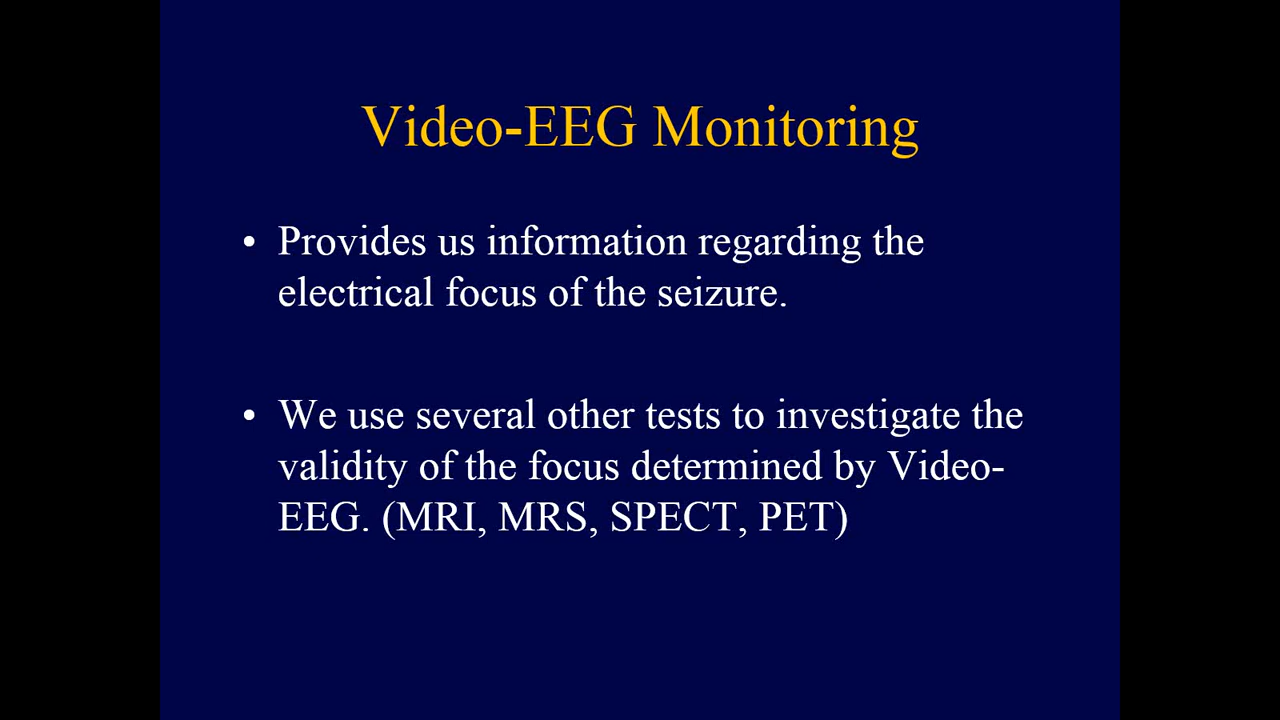 Video-EEG Monitoring
• Provides us information regarding the
electrical focus of the seizure.
• We use several other tests to investigate the
validity of the focus determined by Video-
EEG. (MRI, MRS, SPECT, PET)